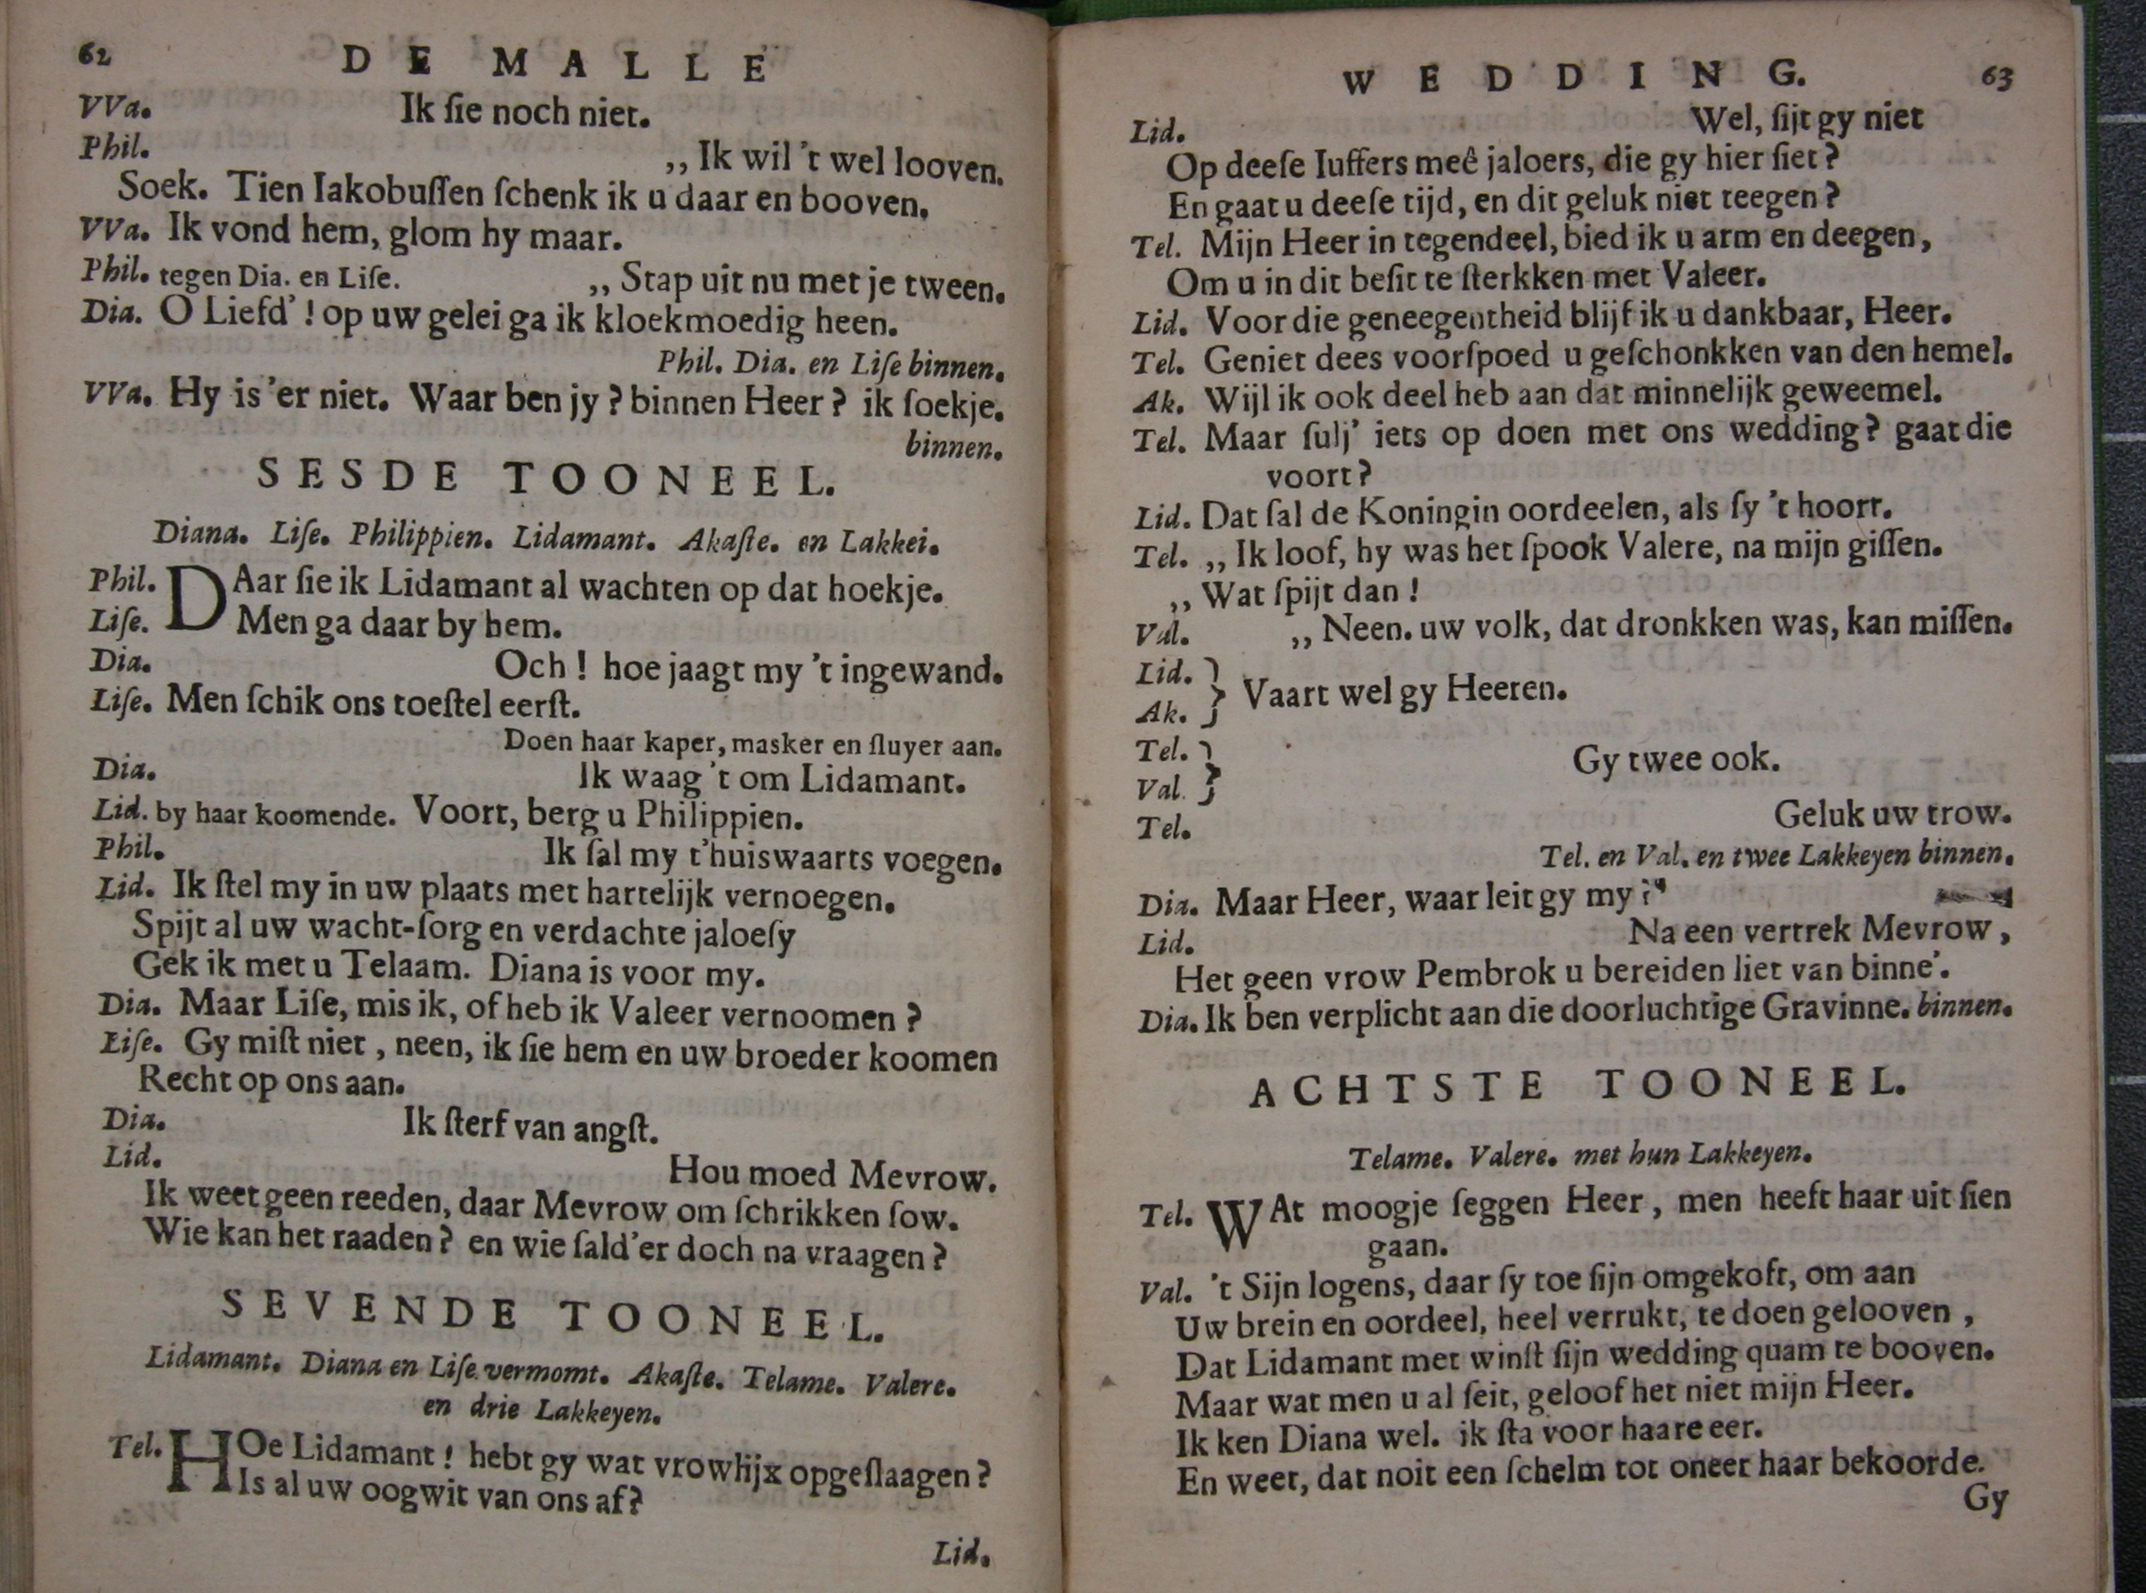 62
DE MALLE
VVa. Ik ſie noch niet.
Phil. ,, Ik wil 't wel looven.
Soek. Tien Iakobuſſen ſchenk ik u daar en booven.
VVa. Ik vond hem, glom hy maar.
Phil. tegen Dia. en Liſe. ,, Stap uit nu met je tween.
Dia. O Liefd'! op uw gelei ga ik kloekmoedig heen.
Phil. Dia. en Liſe binnen.
VVa. Hy is 'er niet. Waar ben jy? binnen Heer? ik ſoekje.
binnen.
SESDE TOONEEL.
Diana. Liſe. Philippien. Lidamant. Akaſte. en Lakkei.
Phil. DAar ſie ik Lidamant al wachten op dat hoekje.
Liſe. Men ga daar by hem.
Dia. Och! hoe jaagt my 't ingewand.
Liſe. Men ſchik ons toeſtel eerſt.
Doen haar kaper, masker en ſluyer aan.
Dia. Ik waag 't om Lidamant.
Lid. by haar koomende. Voort, berg u Philippien.
Phil. Ik ſal my t'huiswaarts voegen.
Lid. Ik ſtel my in uw plaats met hartelijk vernoegen.
Spijt al uw wacht-ſorg en verdachte jaloeſy
Gek ik met u Telaam. Diana is voor my.
Dia. Maar Liſe, mis ik, of heb ik Valeer vernoomen?
Liſe. Gy miſt niet, neen, ik ſie hem en uw broeder koomen
Recht op ons aan.
Dia. Ik ſterf van angſt.
Lid. Hou moed Mevrow.
Ik weet geen reeden, daar Mevrow om ſchrikken ſow.
Wie kan het raaden? en wie ſald'er doch na vraagen?
SEVENDE TOONEEL.
Lidamant. Diana en Liſe vermomt. Akaſte. Telame. Valere.
en drie Lakkeyen.
Tel. HOe Lidamant! hebt gy wat vrowlijx opgeſlaagen?
Is al uw oogwit van ons af?
Lid.
WEDDING.
63
Lid. Wel, ſijt gy niet
Op deeſe Iuffers meê jaloers, die gy hier ſiet?
En gaat u deeſe tijd, en dit geluk niet teegen?
Tel. Mijn Heer in tegendeel, bied ik u arm en deegen,
Om u in dit beſit te ſterkken met Valeer.
Lid. Voor die geneegentheid blijf ik u dankbaar, Heer.
Tel. Geniet dees voorſpoed u geſchonkken van den hemel.
Ak. Wijl ik ook deel heb aan dat minnelijk geweemel.
Tel. Maar ſulj' iets op doen met ons wedding? gaat die
voort?
Lid. Dat ſal de Koningin oordeelen, als ſy 't hoort.
Tel. ,, Ik loof, hy was het ſpook Valere, na mijn giſſen.
,, Wat ſpijt dan!
Val. ,, Neen. uw volk, dat dronkken was, kan miſſen.
Lid. }
Ak. } Vaart wel gy Heeren.
Tel. }
Val. } Gy twee ook.
Tel. Geluk uw trow.
Tel. en Val. en twee Lakkeyen binnen.
Dia. Maar Heer, waar leit gy my?
Lid. Na een vertrek Mevrow,
Het geen vrow Pembrok u bereiden liet van binne'.
Dia. Ik ben verplicht aan die doorluchtige Gravinne. binnen.
ACHTSTE TOONEEL.
Telame. Valere. met hun Lakkeyen.
Tel. WAt moogje ſeggen Heer, men heeft haar uit ſien
gaan.
Val. 't Sijn logens, daar ſy toe ſijn omgekoft, om aan
Uw brein en oordeel, heel verrukt, te doen gelooven,
Dat Lidamant met winſt ſijn wedding quam te booven.
Maar wat men u al ſeit, geloof het niet mijn Heer.
Ik ken Diana wel. ik ſta voor haare eer.
En weet, dat noit een ſchelm tot oneer haar bekoorde.
Gy